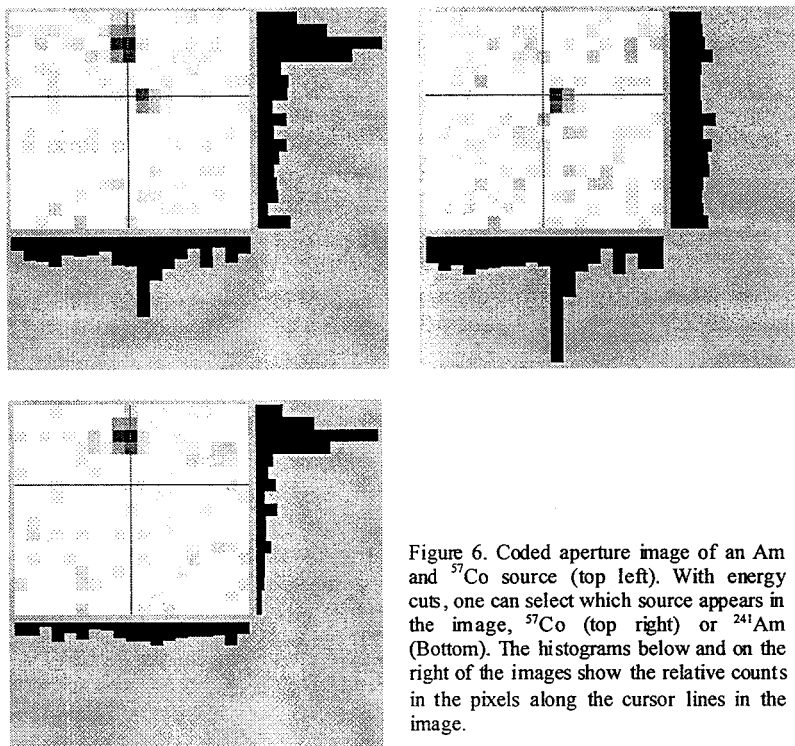 Figure 6. Coded aperture image of an Am
and ⁵⁷Co source (top left). With energy
cuts, one can select which source appears in
the image, ⁵⁷Co (top right) or ²⁴¹Am
(Bottom). The histograms below and on the
right of the images show the relative counts
in the pixels along the cursor lines in the
image.